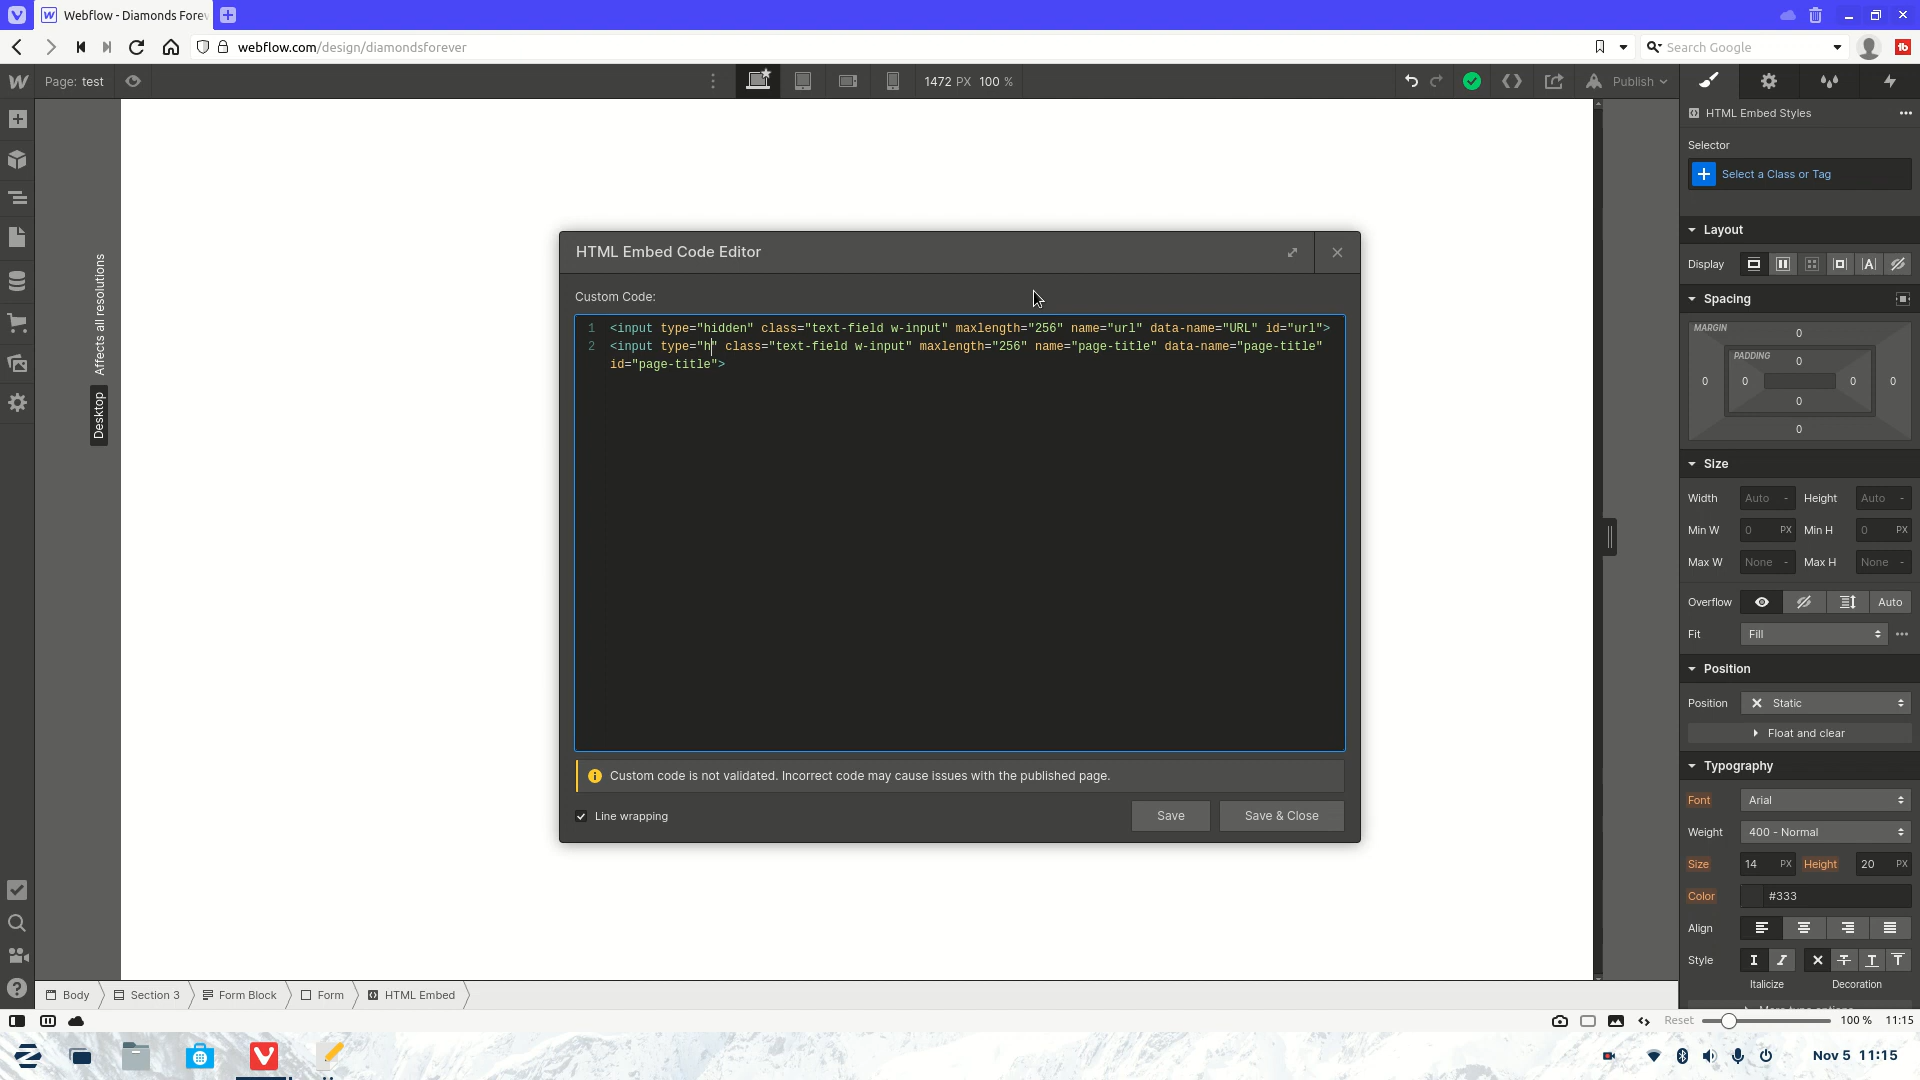 Webflow - Diamonds Forev
webflow.com/design/diamondsforever
Search Google
Page: test
1472 PX 100 %
Publish
Affects all resolutions
Desktop
HTML Embed Code Editor
Custom Code:
1 <input type="hidden" class="text-field w-input" maxlength="256" name="url" data-name="URL" id="url">
2 <input type="h" class="text-field w-input" maxlength="256" name="page-title" data-name="page-title"
id="page-title">
Custom code is not validated. Incorrect code may cause issues with the published page.
Line wrapping
Save
Save & Close
HTML Embed Styles
Selector
Select a Class or Tag
Layout
Display
Spacing
MARGIN
0
PADDING
0
0 0 0 0
0
0
Size
Width Auto - Height Auto -
Min W 0 PX Min H 0 PX
Max W None - Max H None -
Overflow Auto
Fit Fill
Position
Position Static
Float and clear
Typography
Font Arial
Weight 400 - Normal
Size 14 PX Height 20 PX
Color #333
Align
Style
Italicize Decoration
Body Section 3 Form Block Form HTML Embed
Reset 100 % 11:15
Nov 5 11:15